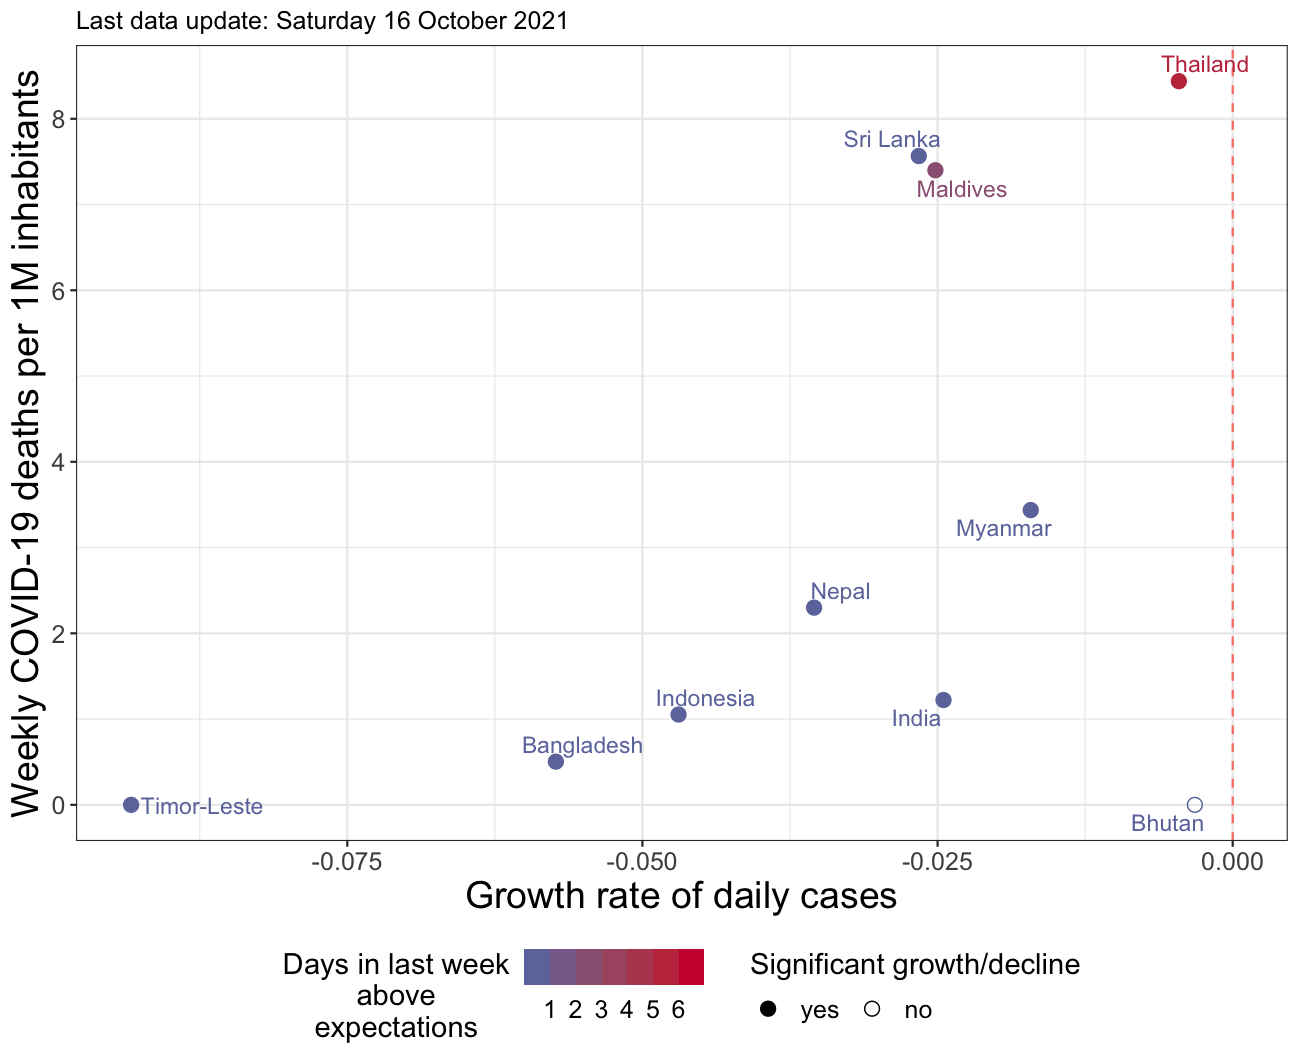 Last data update: Saturday 16 October 2021
Weekly COVID-19 deaths per 1M inhabitants
8
6
4
2
0
Thailand
Sri Lanka
Maldives
Myanmar
Nepal
Indonesia
India
Bangladesh
Timor-Leste
Bhutan
-0.075 -0.050 -0.025 0.000
Growth rate of daily cases
Days in last week
above
expectations
1 2 3 4 5 6
Significant growth/decline
yes no